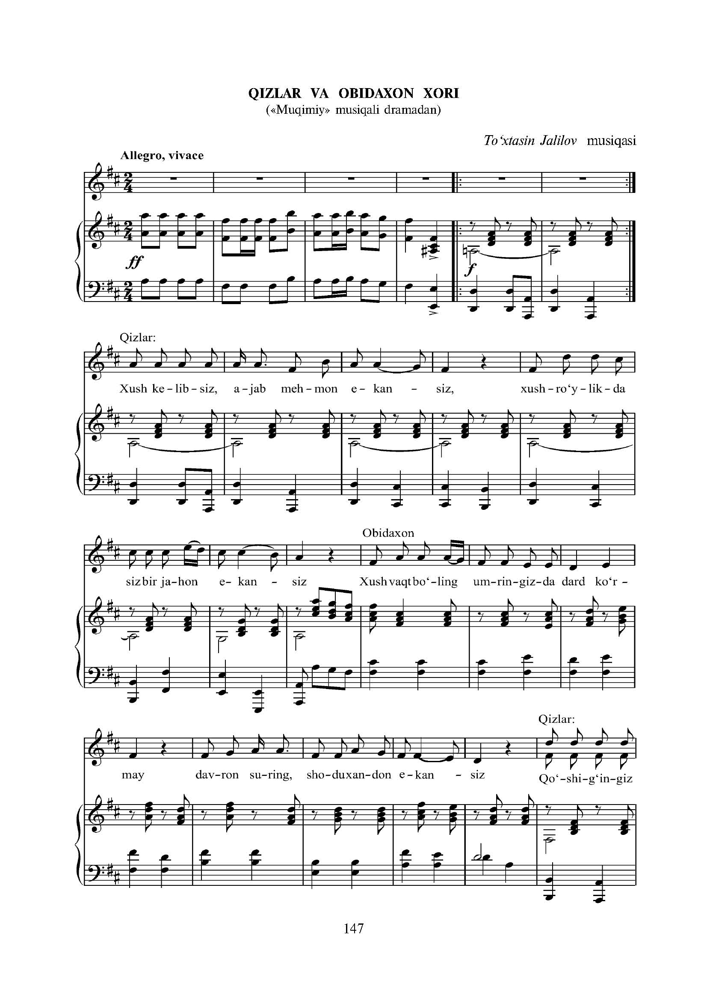 QIZLAR VA OBIDAXON XORI
(«Muqimiy» musiqali dramadan)
To‘xtasin Jalilov musiqasi
Allegro, vivace
ff
f
Qizlar:
Xush ke – lib – siz, a – jab meh – mon e – kan – siz, xush – ro‘y – lik – da
Obidaxon
siz bir ja – hon e – kan – siz Xush vaqt bo‘ – ling um – rin – giz – da dard ko‘r –
Qizlar:
may dav – ron su – ring, sho – duxan – don e – kan – siz Qo‘ – shi – g‘in – giz
147